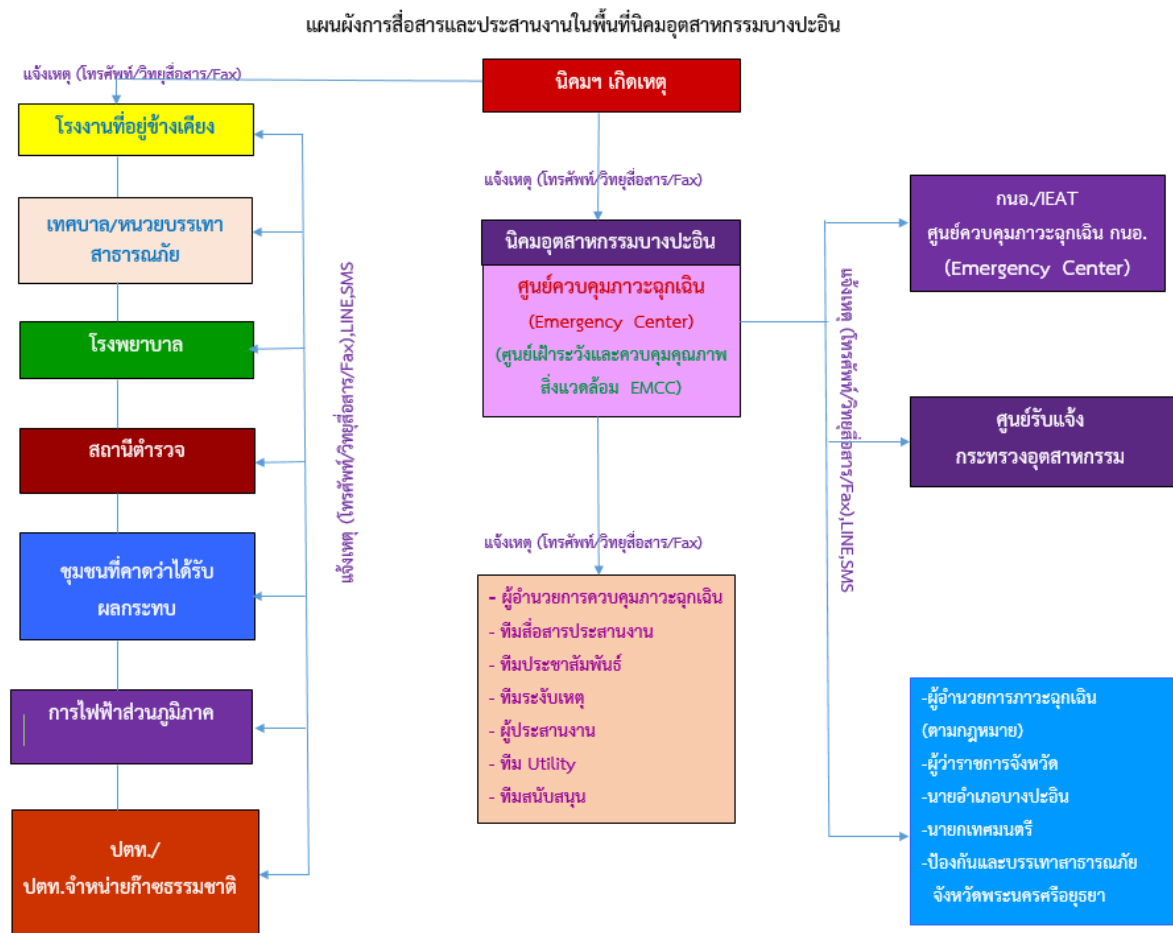 แผนผังการสื่อสารและประสานงานในพื้นที่นิคมอุตสาหกรรมบางปะอิน
แจ้งเหตุ (โทรศัพท์/วิทยุสื่อสาร/Fax)
นิคมฯ เกิดเหตุ
โรงงานที่อยู่ข้างเคียง
เทศบาล/หนวยบรรเทา
สาธารณภัย
โรงพยาบาล
สถานีตำรวจ
ชุมชนที่คาดว่าได้รับ
ผลกระทบ
การไฟฟ้าส่วนภูมิภาค
ปตท./
ปตท.จำหน่ายก๊าซธรรมชาติ
แจ้งเหตุ (โทรศัพท์/วิทยุสื่อสาร/Fax),LINE,SMS
แจ้งเหตุ (โทรศัพท์/วิทยุสื่อสาร/Fax)
นิคมอุตสาหกรรมบางปะอิน
ศูนย์ควบคุมภาวะฉุกเฉิน
(Emergency Center)
(ศูนย์เฝ้าระวังและควบคุมคุณภาพ
สิ่งแวดล้อม EMCC)
แจ้งเหตุ (โทรศัพท์/วิทยุสื่อสาร/Fax)
- ผู้อำนวยการควบคุมภาวะฉุกเฉิน
- ทีมสื่อสารประสานงาน
- ทีมประชาสัมพันธ์
- ทีมระงับเหตุ
- ผู้ประสานงาน
- ทีม Utility
- ทีมสนับสนุน
แจ้งเหตุ (โทรศัพท์/วิทยุสื่อสาร/Fax),LINE,SMS
กนอ./IEAT
ศูนย์ควบคุมภาวะฉุกเฉิน กนอ.
(Emergency Center)
ศูนย์รับแจ้ง
กระทรวงอุตสาหกรรม
-ผู้อำนวยการภาวะฉุกเฉิน
(ตามกฎหมาย)
-ผู้ว่าราชการจังหวัด
-นายอำเภอบางปะอิน
-นายกเทศมนตรี
-ป้องกันและบรรเทาสาธารณภัย
จังหวัดพระนครศรีอยุธยา